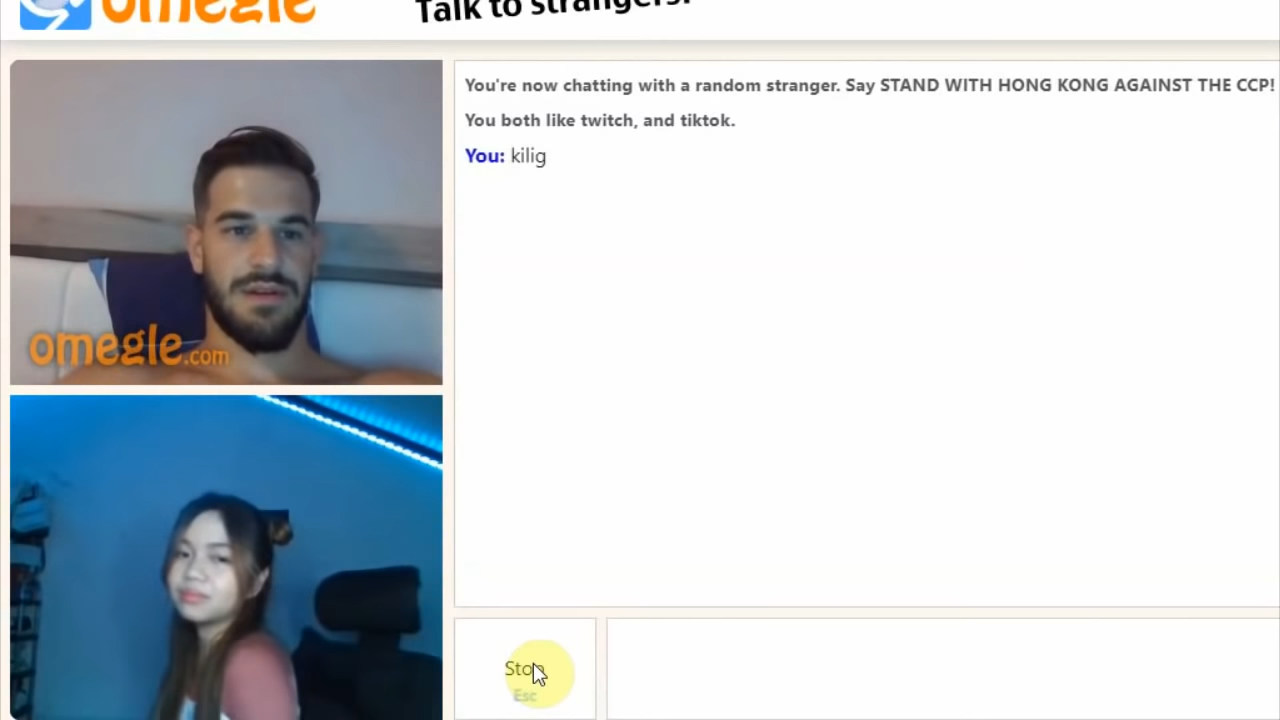 omegle
Talk to strangers!
You're now chatting with a random stranger. Say STAND WITH HONG KONG AGAINST THE CCP!
You both like twitch, and tiktok.
You: kilig
omegle.com
Stop
Esc